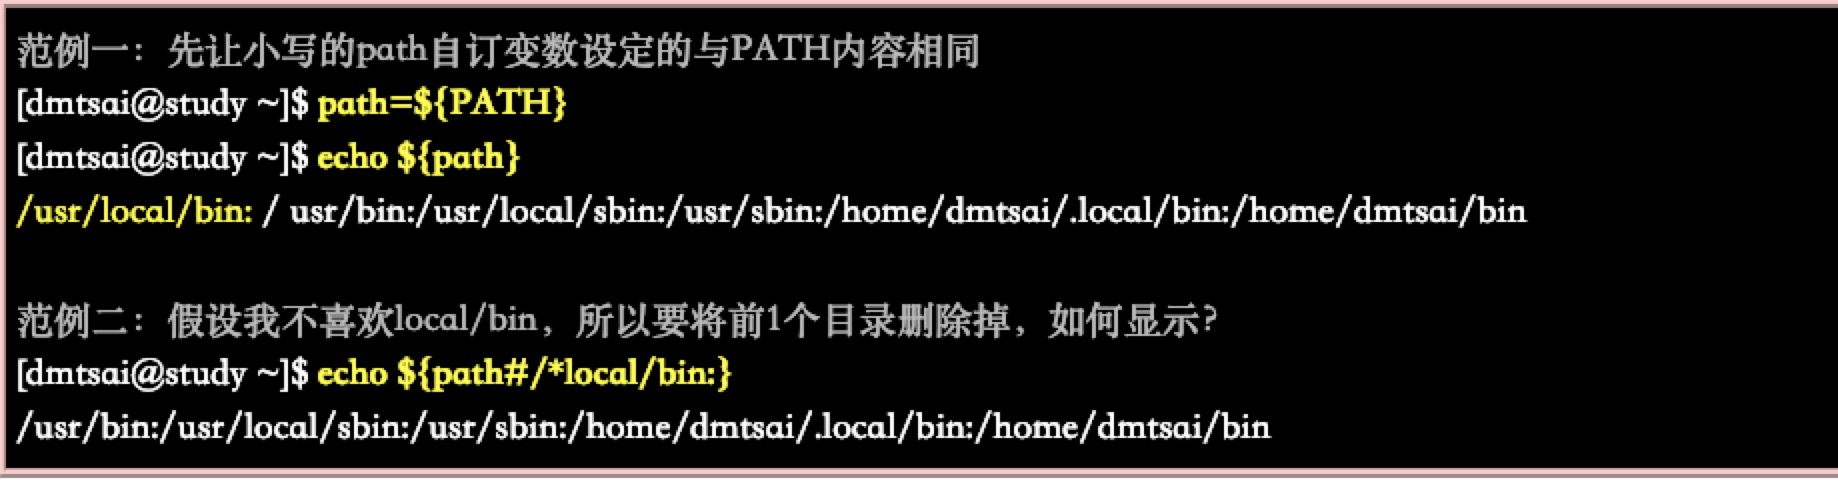 范例一：先让小写的path自订变数设定的与PATH内容相同
[dmtsai@study ~]$ path=${PATH}
[dmtsai@study ~]$ echo ${path}
/usr/local/bin: / usr/bin:/usr/local/sbin:/usr/sbin:/home/dmtsai/.local/bin:/home/dmtsai/bin
范例二：假设我不喜欢local/bin，所以要将前1个目录删除掉，如何显示？
[dmtsai@study ~]$ echo ${path#/*local/bin:}
/usr/bin:/usr/local/sbin:/usr/sbin:/home/dmtsai/.local/bin:/home/dmtsai/bin